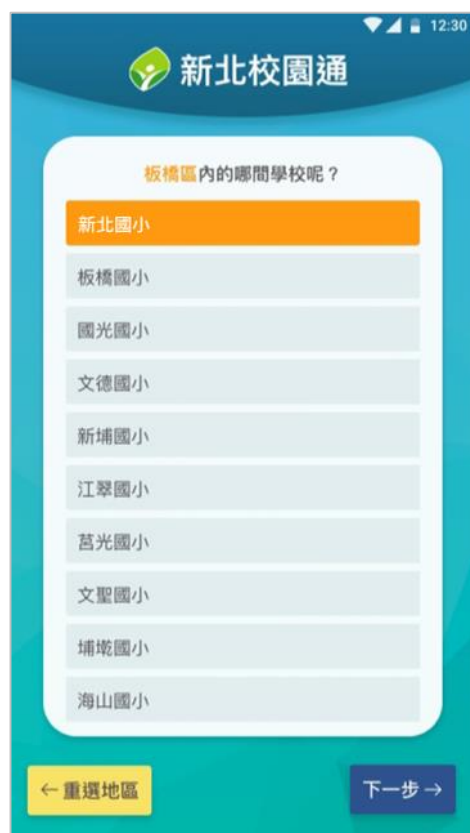 12:30
新北校園通
板橋區內的哪間學校呢？
新北國小
板橋國小
國光國小
文德國小
新埔國小
江翠國小
莒光國小
文聖國小
埔墘國小
海山國小
←重選地區
下一步→